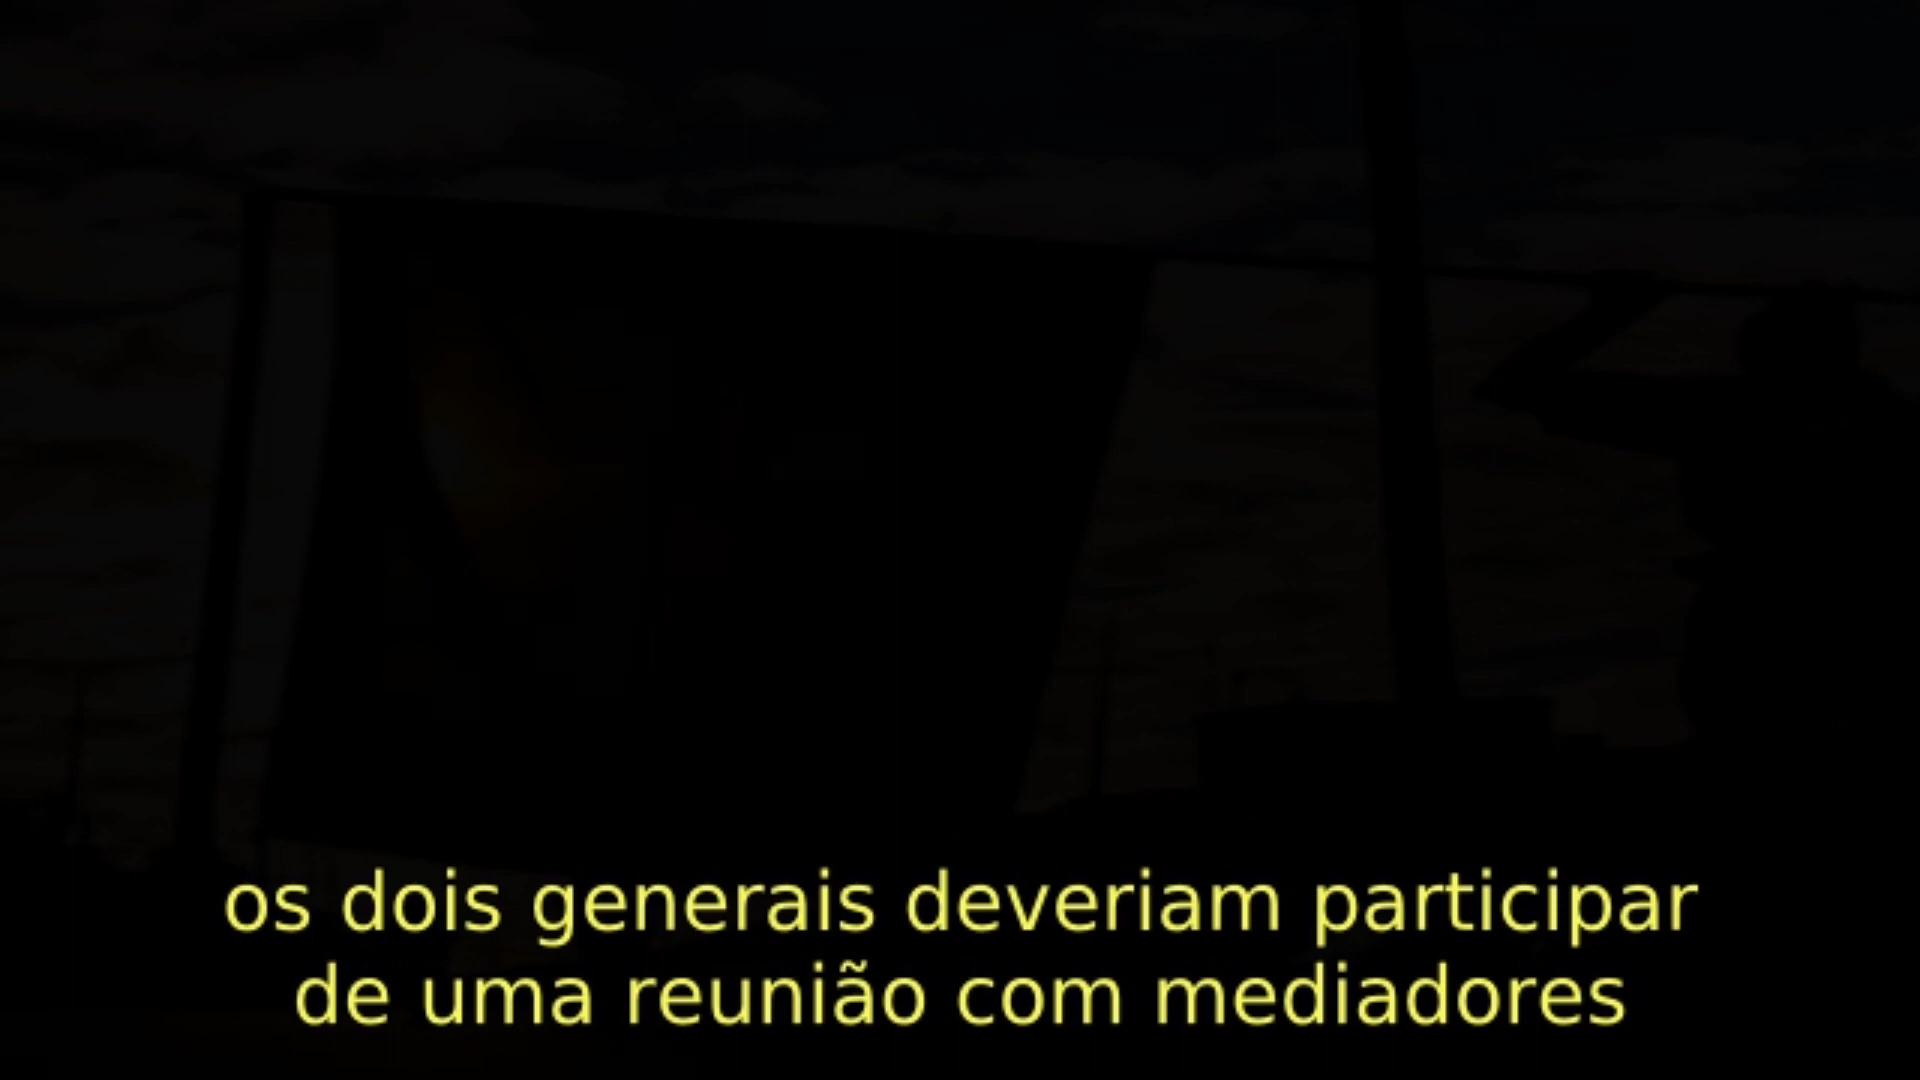 os dois generais deveriam participar
de uma reunião com mediadores